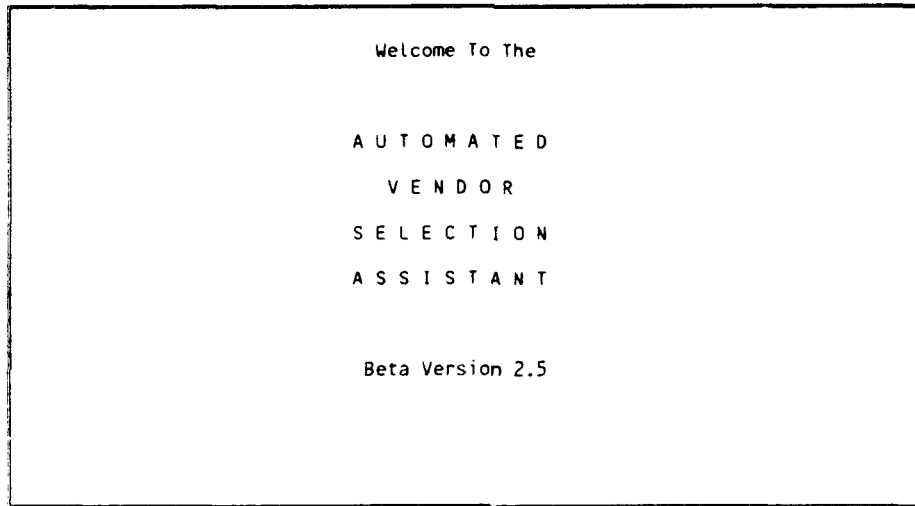 Welcome To The
A U T O M A T E D
V E N D O R
S E L E C T I O N
A S S I S T A N T
Beta Version 2.5